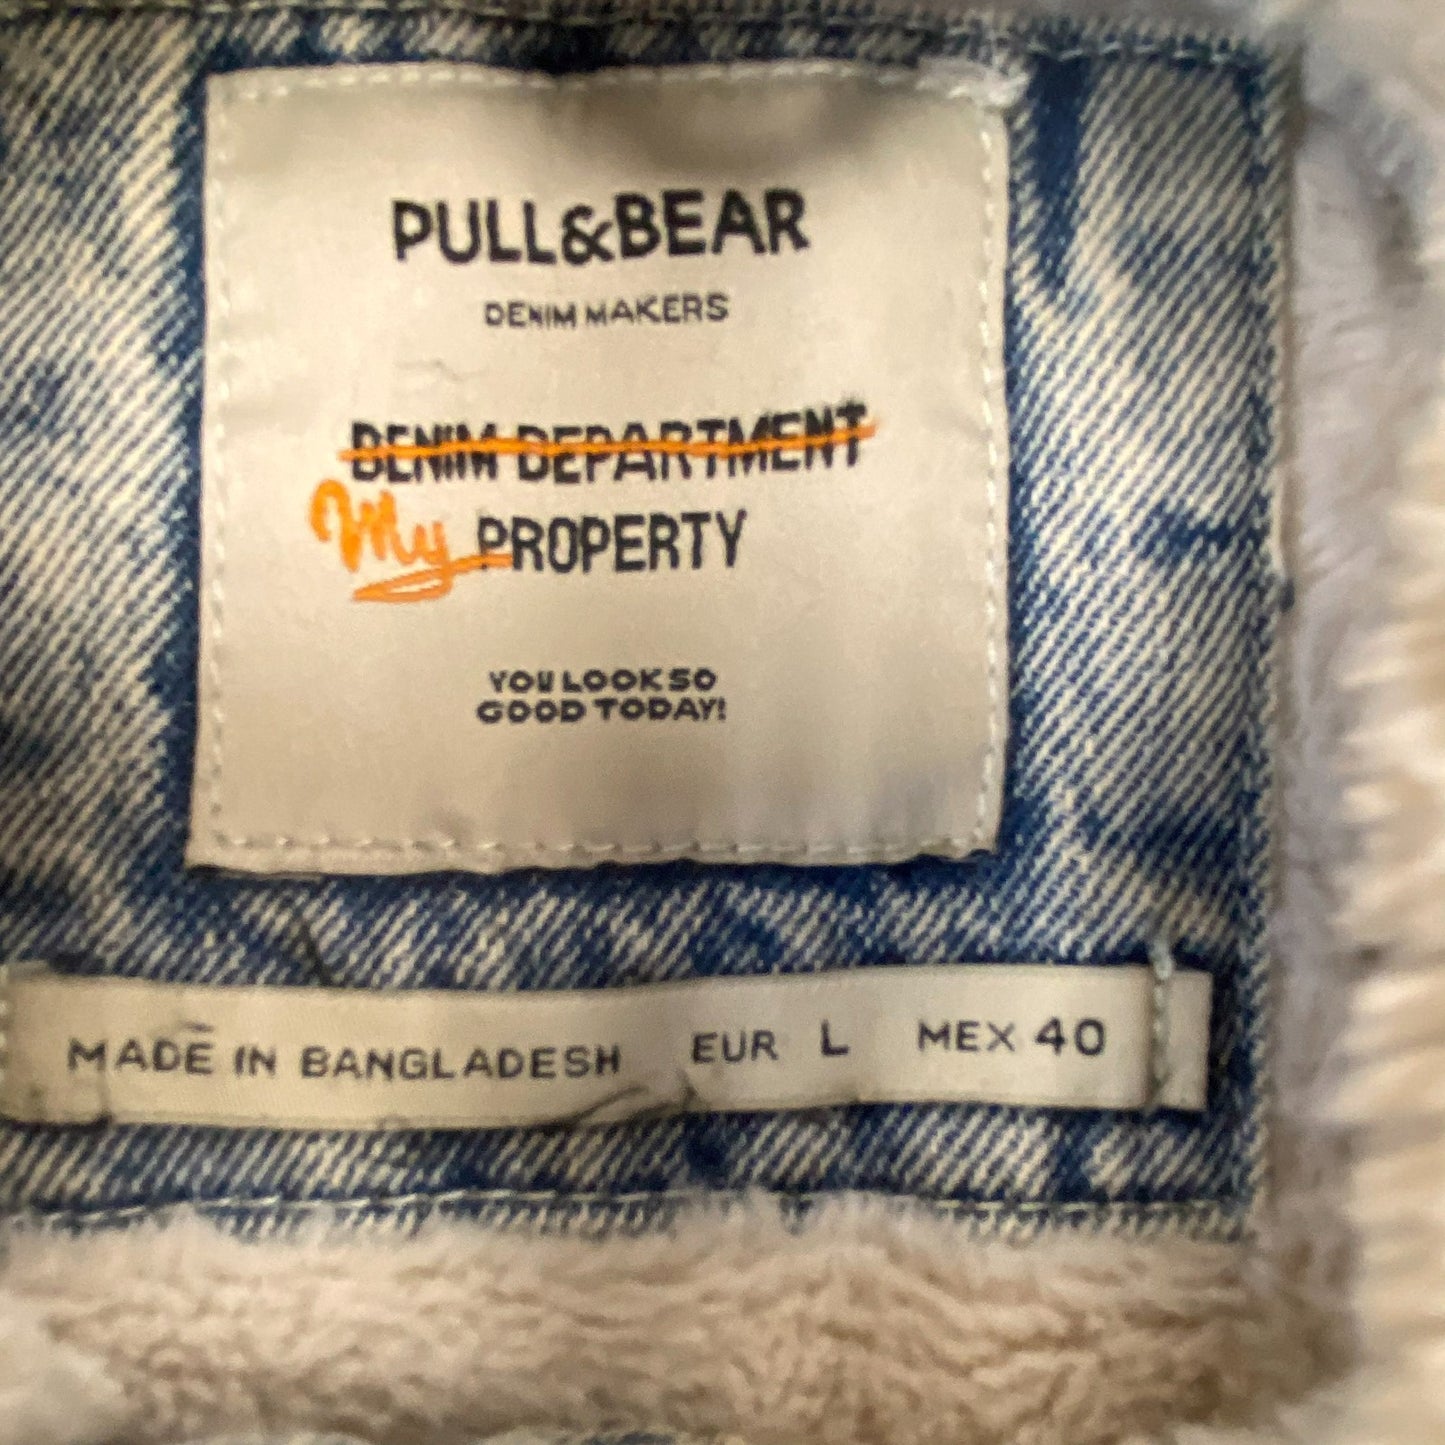 PULL&BEAR
DENIM MAKERS
DENIM DEPARTMENT
My PROPERTY
YOU LOOK SO
GOOD TODAY!
MADE IN BANGLADESH EUR L MEX 40